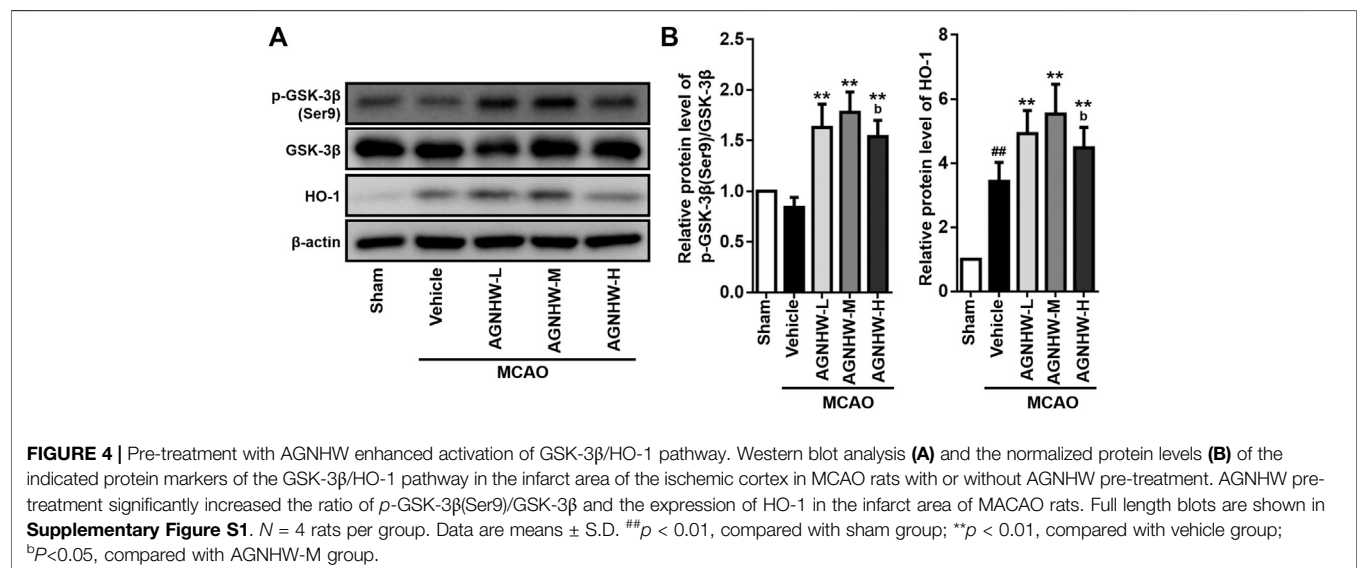 A
p-GSK-3β
(Ser9)
GSK-3β
HO-1
β-actin
Sham
Vehicle
AGNHW-L
AGNHW-M
AGNHW-H
MCAO
B
Relative protein level of
p-GSK-3β(Ser9)/GSK-3β
2.5
2.0
1.5
1.0
0.5
0.0
**
**
**
b
Sham
Vehicle
AGNHW-L
AGNHW-M
AGNHW-H
MCAO
Relative protein level of HO-1
8
6
4
2
0
##
**
**
**
b
Sham
Vehicle
AGNHW-L
AGNHW-M
AGNHW-H
MCAO
FIGURE 4 | Pre-treatment with AGNHW enhanced activation of GSK-3β/HO-1 pathway. Western blot analysis (A) and the normalized protein levels (B) of the
indicated protein markers of the GSK-3β/HO-1 pathway in the infarct area of the ischemic cortex in MCAO rats with or without AGNHW pre-treatment. AGNHW pre-
treatment significantly increased the ratio of p-GSK-3β(Ser9)/GSK-3β and the expression of HO-1 in the infarct area of MACAO rats. Full length blots are shown in
Supplementary Figure S1. N = 4 rats per group. Data are means ± S.D. ##p < 0.01, compared with sham group; **p < 0.01, compared with vehicle group;
bP<0.05, compared with AGNHW-M group.